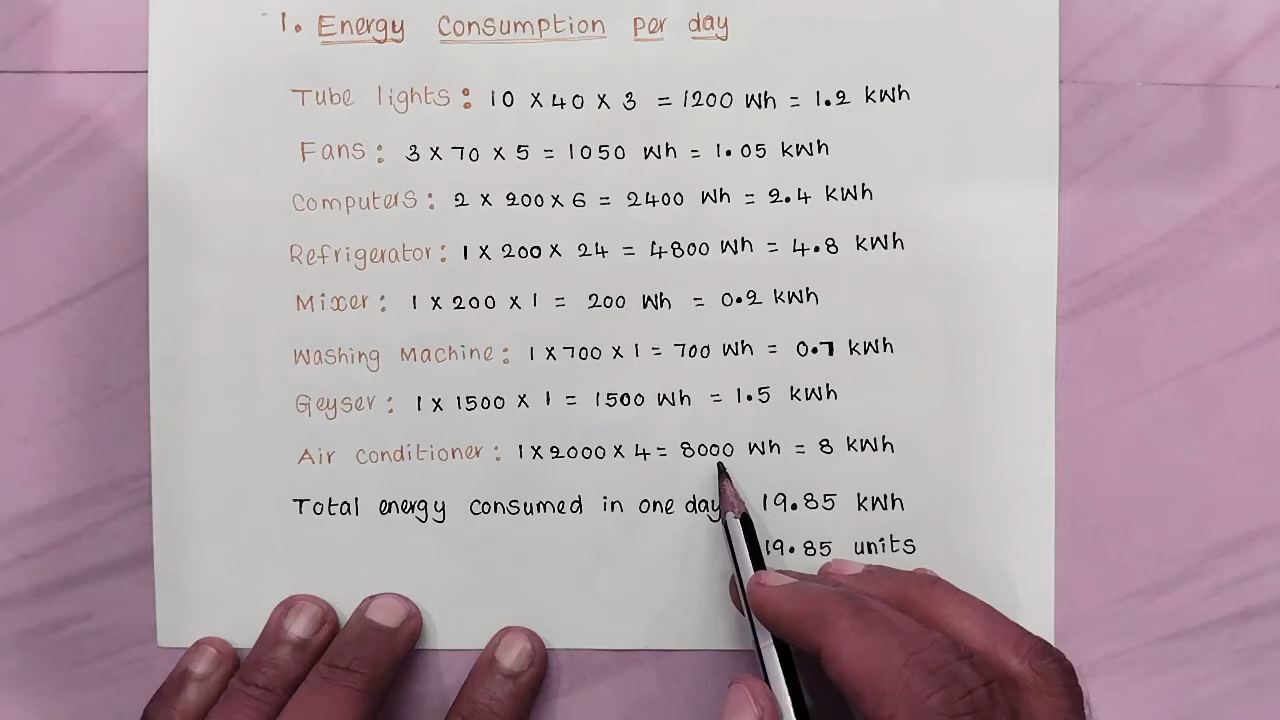 1. Energy Consumption per day
Tube lights : 10 x 40 x 3 = 1200 Wh = 1.2 kWh
Fans : 3 x 70 x 5 = 1050 Wh = 1.05 kWh
Computers : 2 x 200 x 6 = 2400 Wh = 2.4 kWh
Refrigerator : 1 x 200 x 24 = 4800 Wh = 4.8 kWh
Mixer : 1 x 200 x 1 = 200 Wh = 0.2 kWh
Washing Machine : 1 x 700 x 1 = 700 Wh = 0.7 kWh
Geyser : 1 x 1500 x 1 = 1500 Wh = 1.5 kWh
Air conditioner : 1 x 2000 x 4 = 8000 Wh = 8 kWh
Total energy consumed in one day 19.85 kWh
19.85 units